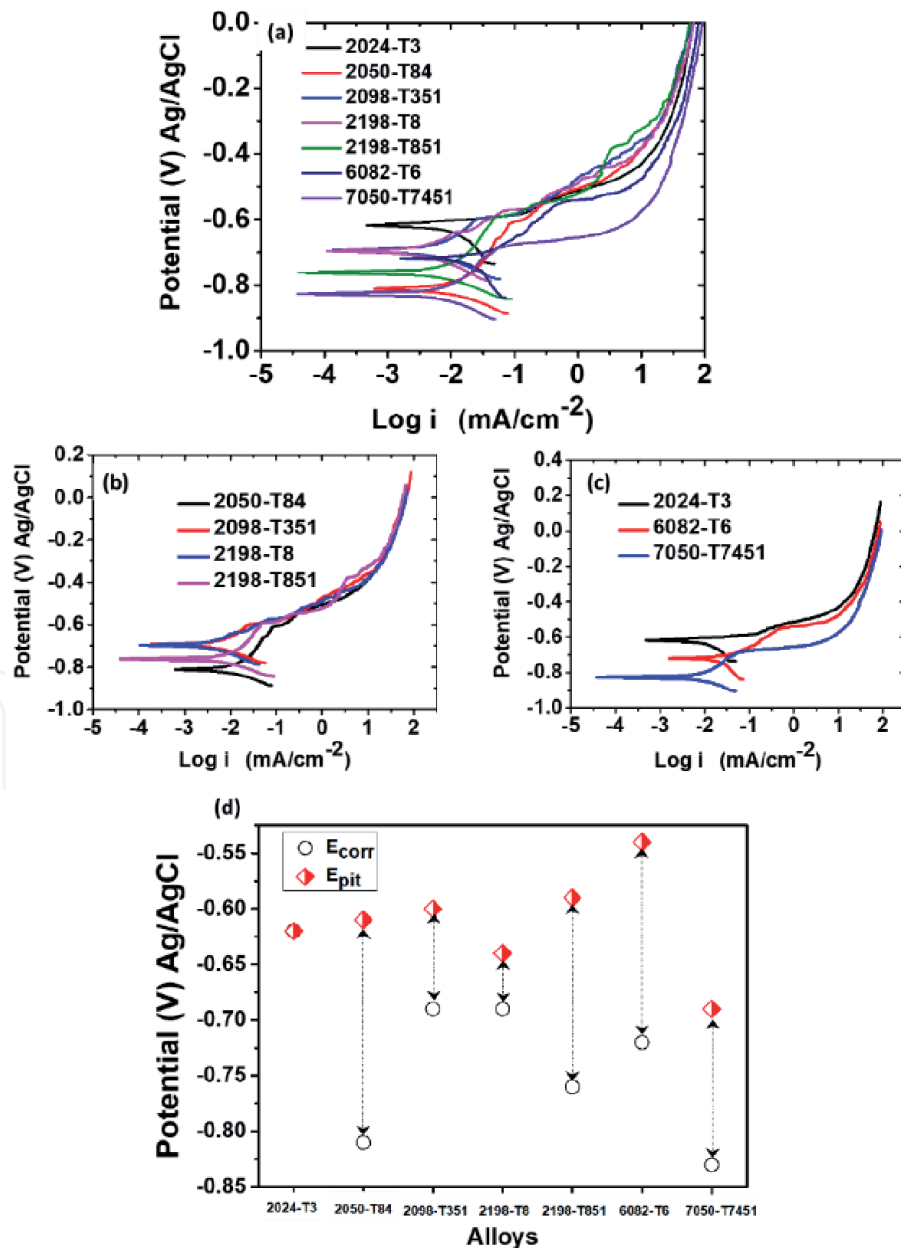 (a)
2024-T3
2050-T84
2098-T351
2198-T8
2198-T851
6082-T6
7050-T7451
Potential (V) Ag/AgCl
0.0
-0.2
-0.4
-0.6
-0.8
-1.0
-5 -4 -3 -2 -1 0 1 2
Log i (mA/cm-2)
(b)
2050-T84
2098-T351
2198-T8
2198-T851
Potential (V) Ag/AgCl
0.2
0.0
-0.2
-0.4
-0.6
-0.8
-1.0
-5 -4 -3 -2 -1 0 1 2
Log i (mA/cm-2)
(c)
2024-T3
6082-T6
7050-T7451
Potential (V) Ag/AgCl
0.4
0.2
0.0
-0.2
-0.4
-0.6
-0.8
-1.0
-5 -4 -3 -2 -1 0 1 2
Log i (mA/cm-2)
(d)
Ecorr
Epit
Potential (V) Ag/AgCl
-0.55
-0.60
-0.65
-0.70
-0.75
-0.80
-0.85
2024-T3 2050-T84 2098-T351 2198-T8 2198-T851 6082-T6 7050-T7451
Alloys